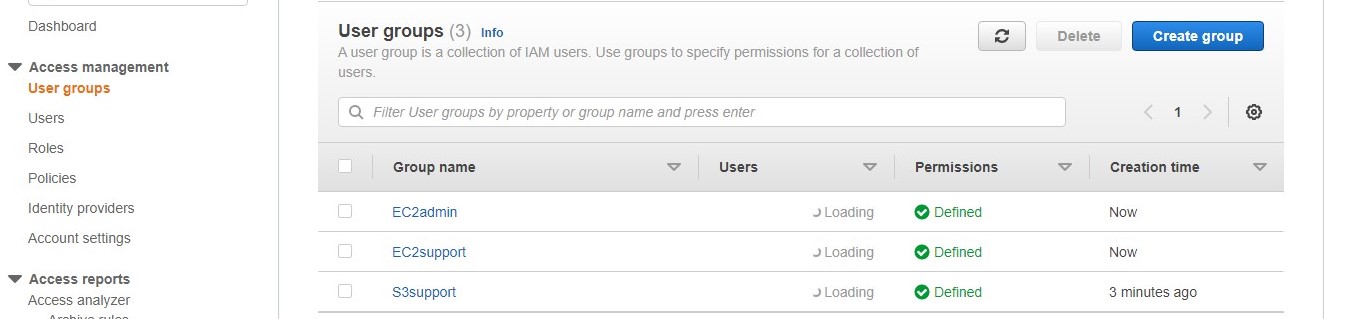 Dashboard
Access management
User groups
Users
Roles
Policies
Identity providers
Account settings
Access reports
Access analyzer
Archive rules
User groups (3) Info
A user group is a collection of IAM users. Use groups to specify permissions for a collection of
users.
Delete
Create group
Filter User groups by property or group name and press enter
1
Group name Users Permissions Creation time
EC2admin Loading Defined Now
EC2support Loading Defined Now
S3support Loading Defined 3 minutes ago